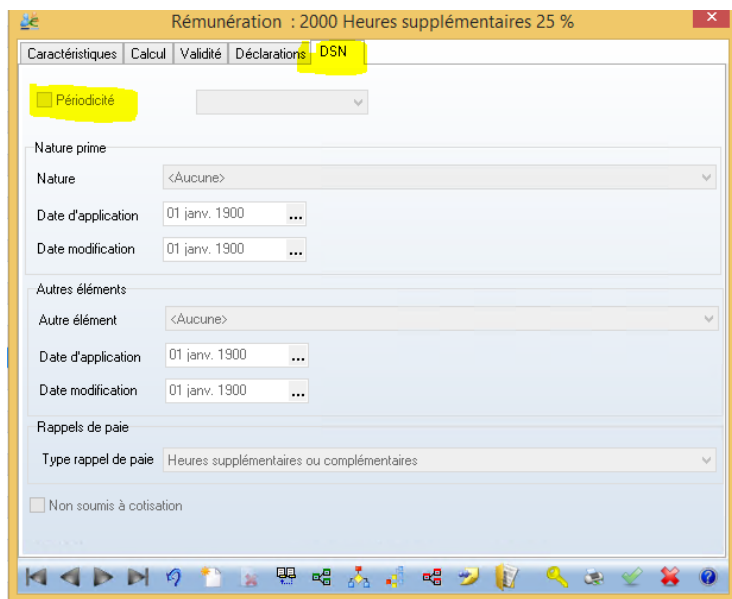 Rémunération : 2000 Heures supplémentaires 25 %
Caractéristiques Calcul Validité Déclarations DSN
Périodicité
Nature prime
Nature <Aucune>
Date d'application 01 janv. 1900 ...
Date modification 01 janv. 1900 ...
Autres éléments
Autre élément <Aucune>
Date d'application 01 janv. 1900 ...
Date modification 01 janv. 1900 ...
Rappels de paie
Type rappel de paie Heures supplémentaires ou complémentaires
Non soumis à cotisation